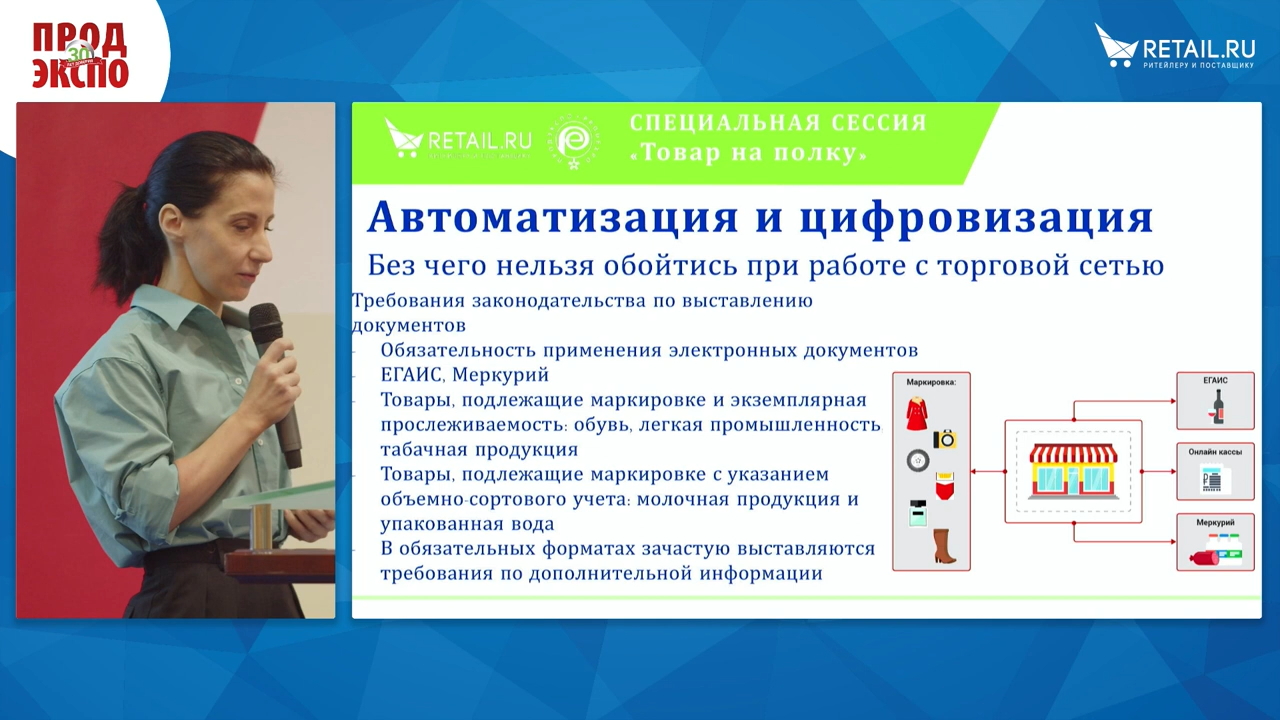 ПРОД
30
ЛЕТ ДОВЕРИЯ
ЭКСПО
RETAIL.RU
РИТЕЙЛЕРУ И ПОСТАВЩИКУ
RETAIL.RU
СПЕЦИАЛЬНАЯ СЕССИЯ
«Товар на полку»
Автоматизация и цифровизация
Без чего нельзя обойтись при работе с торговой сетью
Требования законодательства по выставлению
документов
- Обязательность применения электронных документов
- ЕГАИС, Меркурий
- Товары, подлежащие маркировке и экземплярная
прослеживаемость: обувь, легкая промышленность,
табачная продукция
- Товары, подлежащие маркировке с указанием
объемно-сортового учета: молочная продукция и
упакованная вода
- В обязательных форматах зачастую выставляются
требования по дополнительной информации
Маркировка:
ЕГАИС
Онлайн кассы
Меркурий